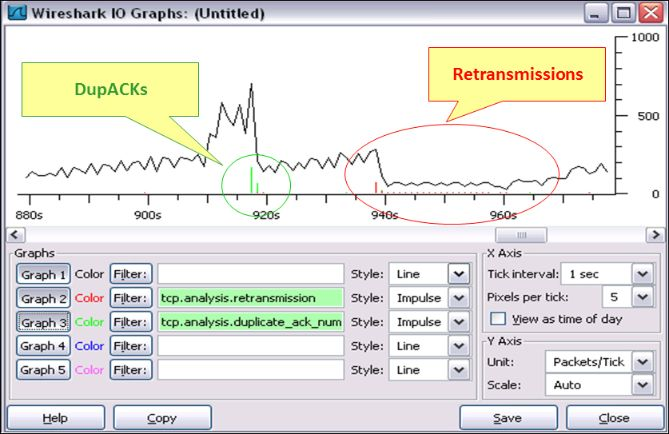 Wireshark IO Graphs: (Untitled)
1000
DupACKs
Retransmissions
500
0
880s 900s 920s 940s 960s
Graphs
Graph 1 Color Filter: Style: Line
Graph 2 Color Filter: tcp.analysis.retransmission Style: Impulse
Graph 3 Color Filter: tcp.analysis.duplicate_ack_num Style: Impulse
Graph 4 Color Filter: Style: Line
Graph 5 Color Filter: Style: Line
X Axis
Tick interval: 1 sec
Pixels per tick: 5
View as time of day
Y Axis
Unit: Packets/Tick
Scale: Auto
Help Copy Save Close